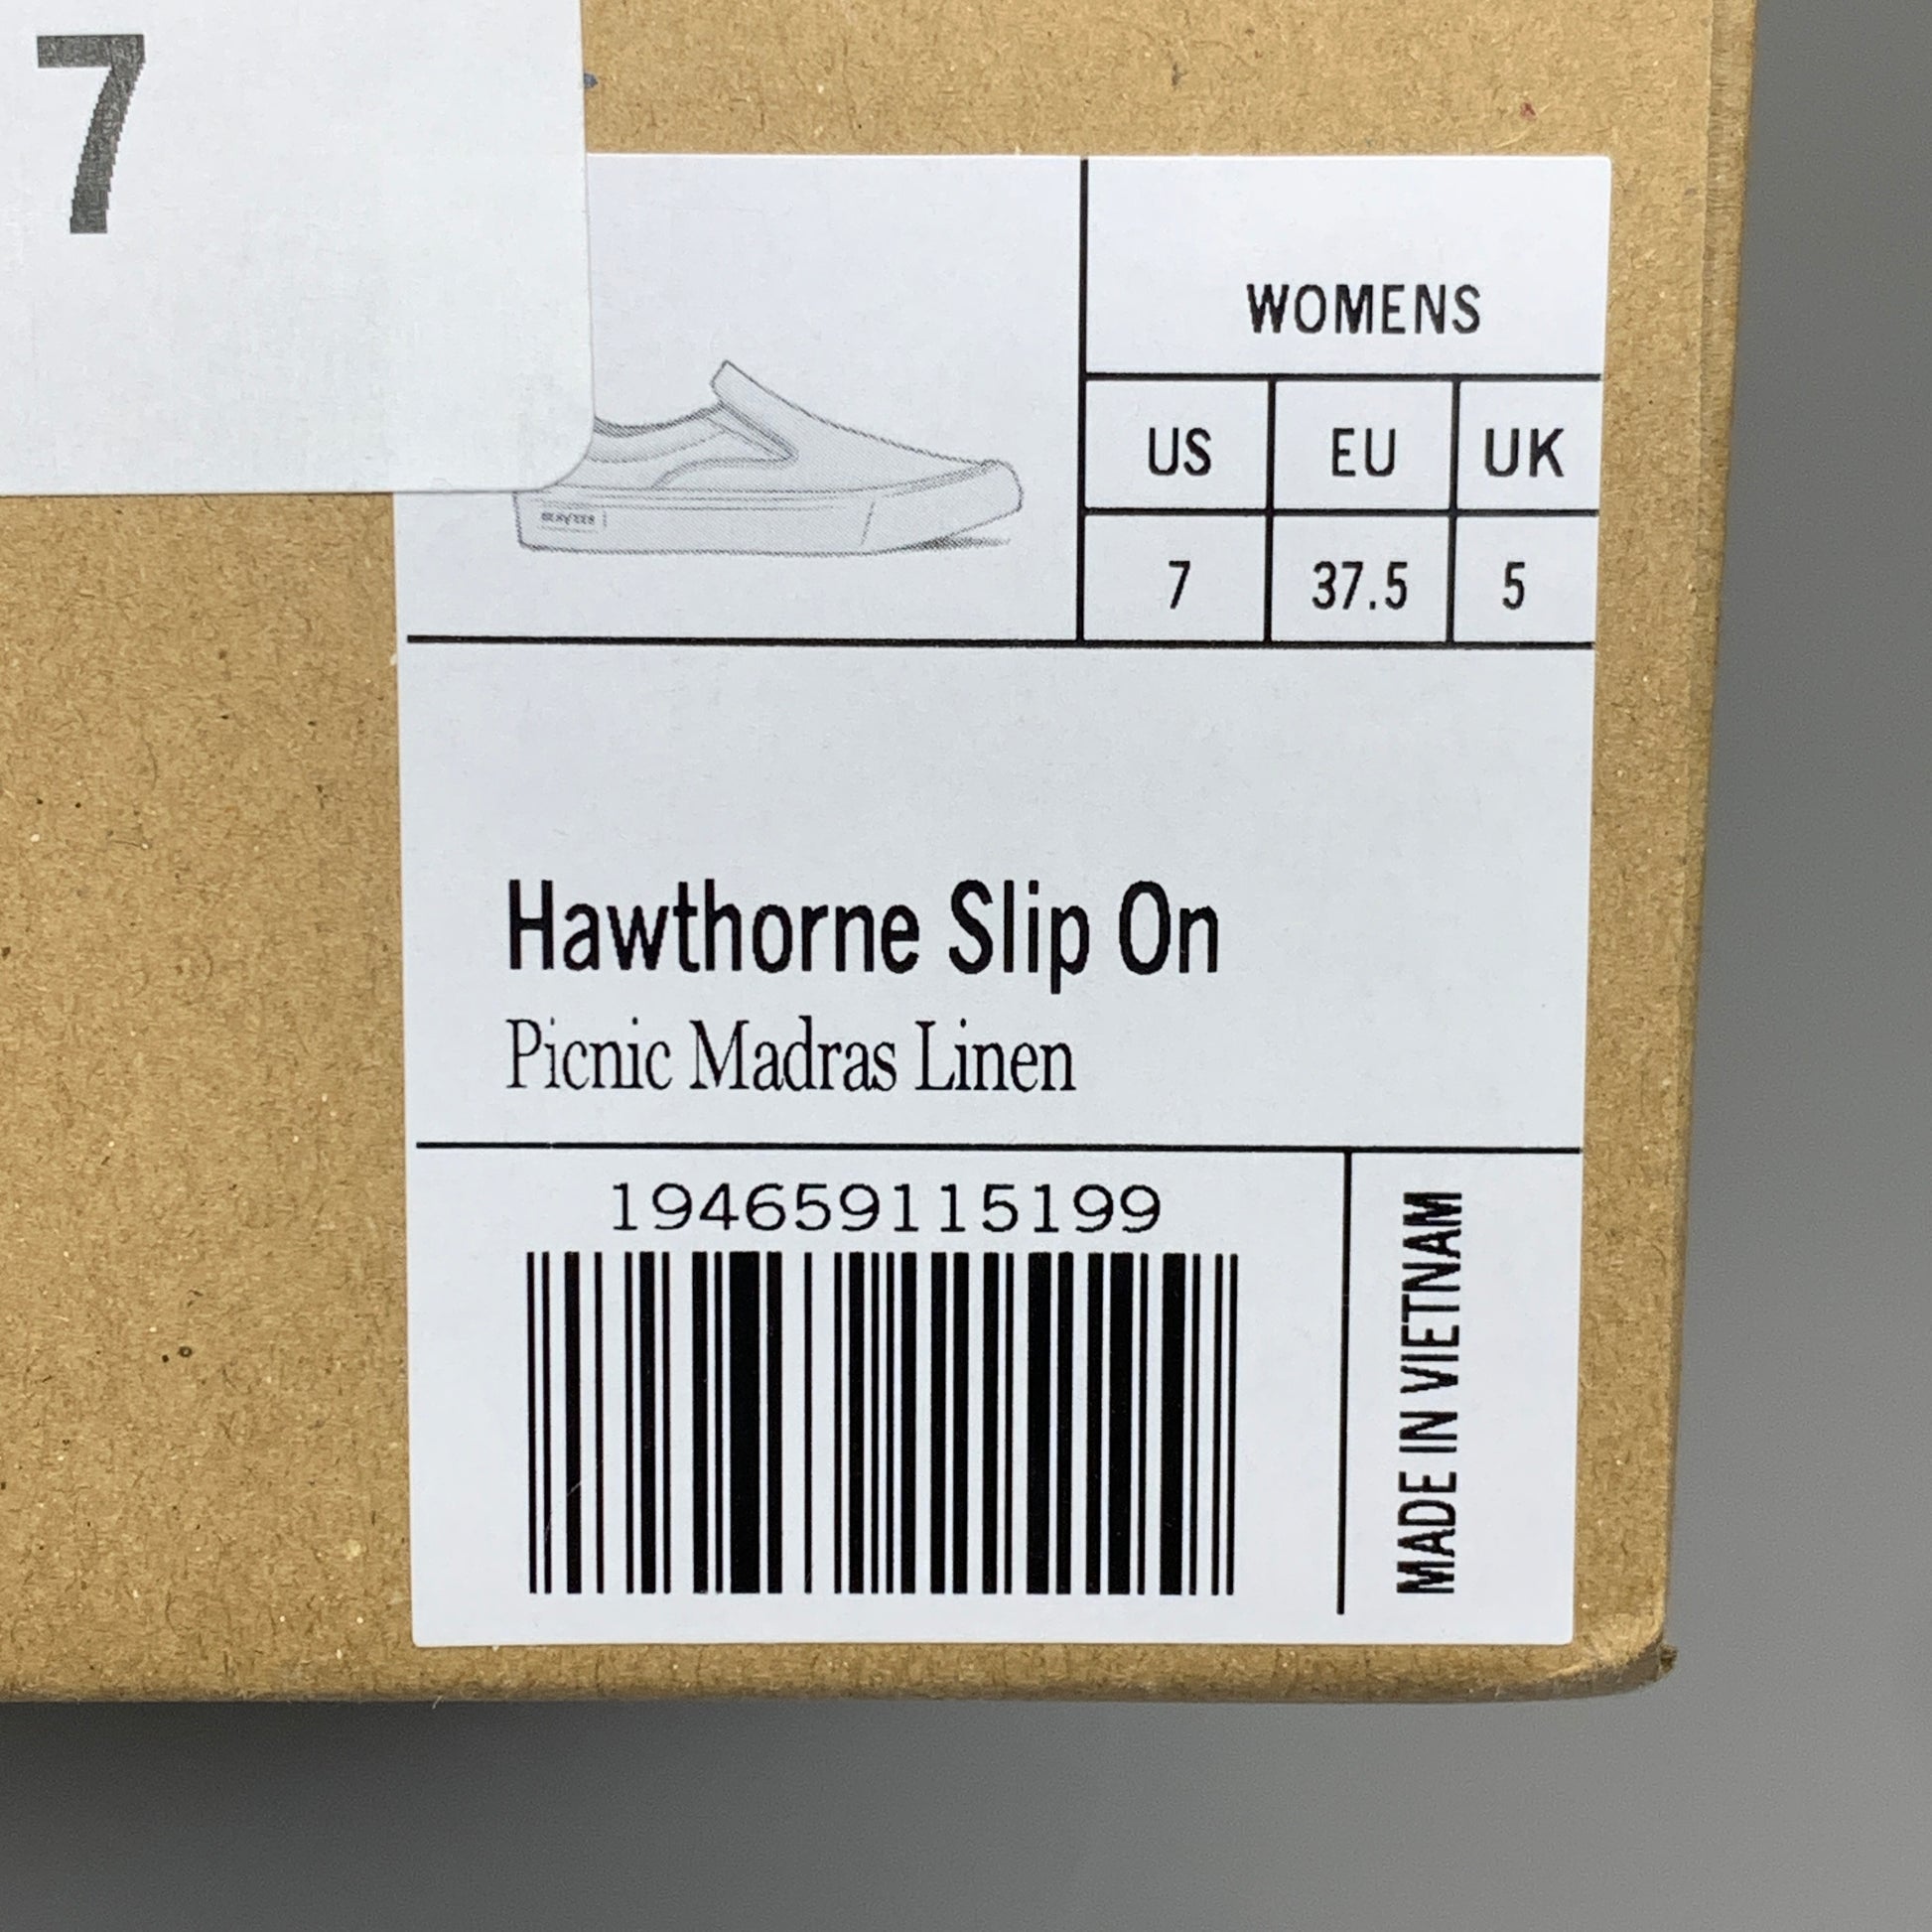 7
WOMENS
US EU UK
7 37.5 5
Hawthorne Slip On
Picnic Madras Linen
194659115199
MADE IN VIETNAM